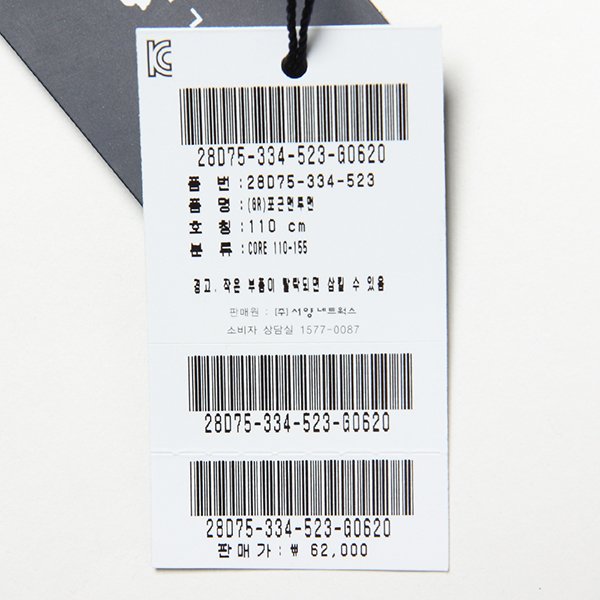 28D75-334-523-G0620
품 번 : 28D75-334-523
품 명 : (GR)포근면투맨
호 칭 : 110 cm
분 류 : CORE 110-155
경고. 작은 부품이 탈락되면 삼킬 수 있음
판매원 : (주) 서양네트웍스
소비자 상담실 1577-0087
28D75-334-523-G0620
28D75-334-523-G0620
판매가 : ₩ 62,000